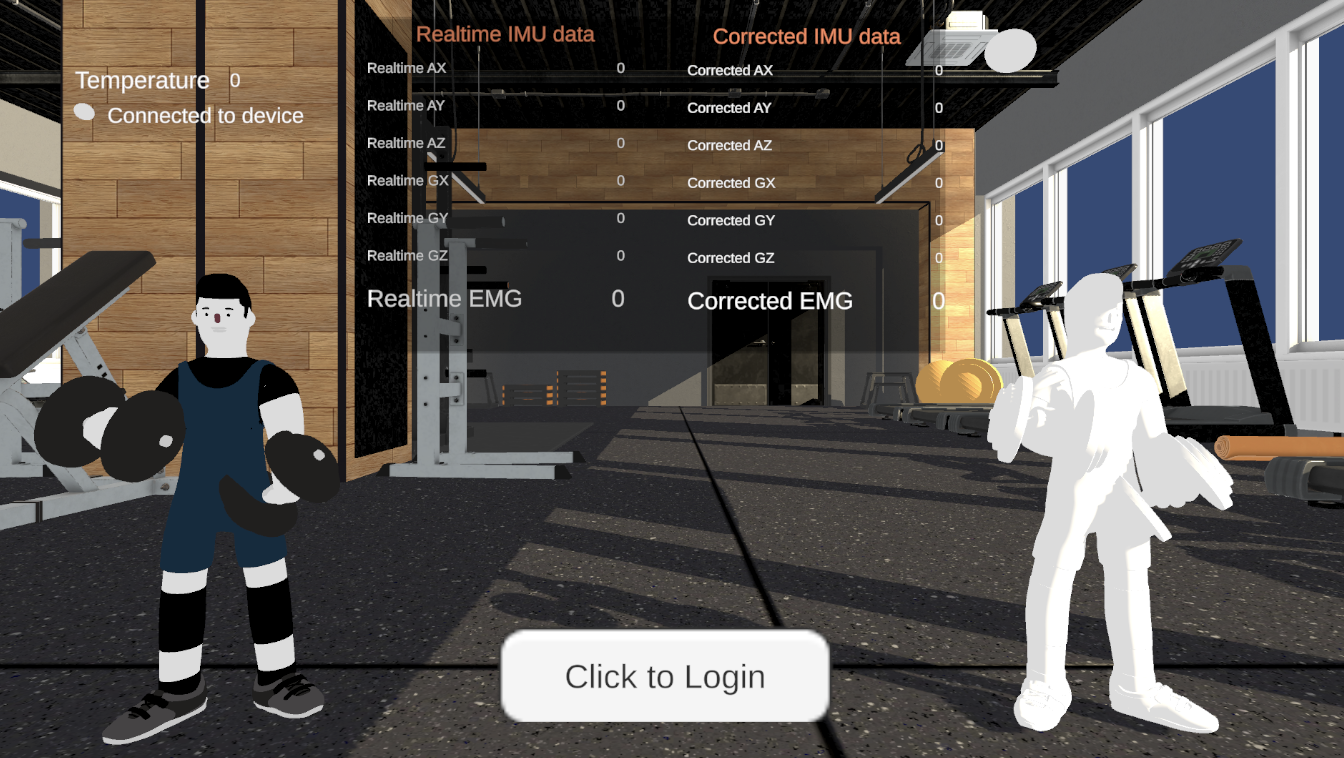 Realtime IMU data
Corrected IMU data
Temperature 0
Connected to device
Realtime AX 0
Corrected AX 0
Realtime AY 0
Corrected AY 0
Realtime AZ 0
Corrected AZ 0
Realtime GX 0
Corrected GX 0
Realtime GY 0
Corrected GY 0
Realtime GZ 0
Corrected GZ 0
Realtime EMG 0
Corrected EMG 0
Click to Login